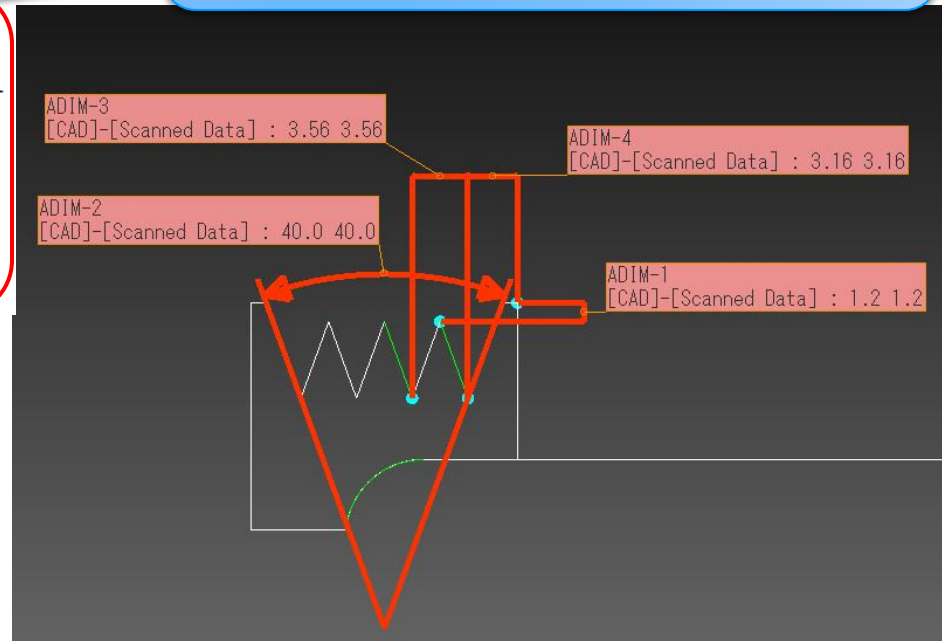 ADIM-3
[CAD]-[Scanned Data] : 3.56 3.56
ADIM-4
[CAD]-[Scanned Data] : 3.16 3.16
ADIM-2
[CAD]-[Scanned Data] : 40.0 40.0
ADIM-1
[CAD]-[Scanned Data] : 1.2 1.2